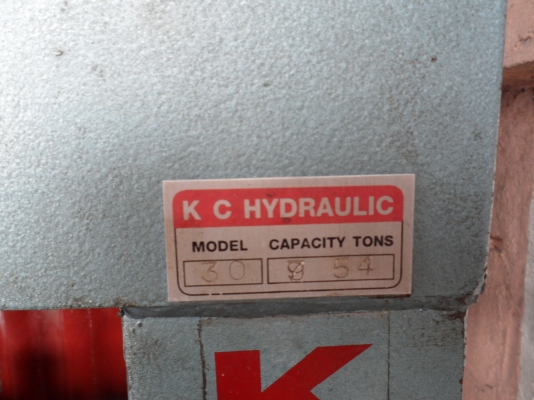 K C HYDRAULIC
MODEL CAPACITY TONS
30 54
K